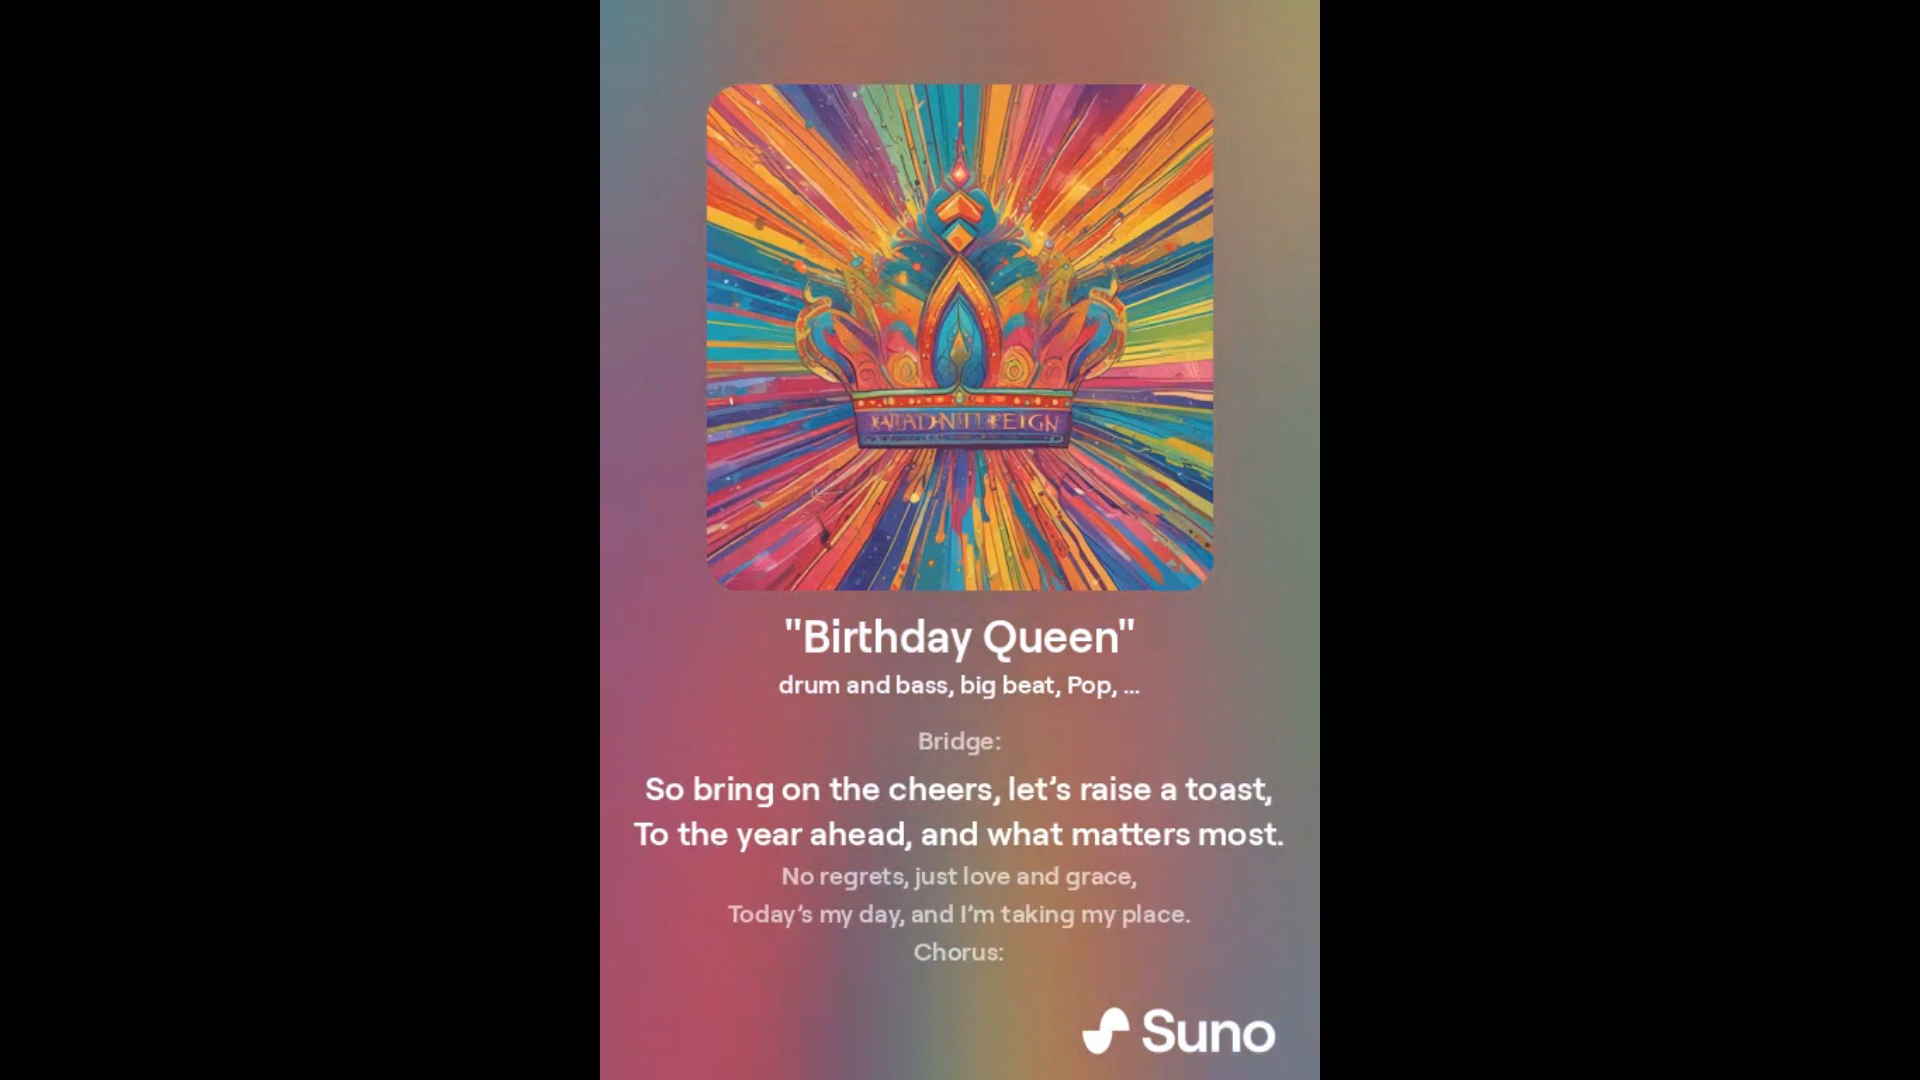 "Birthday Queen"
drum and bass, big beat, Pop, ...
Bridge:
So bring on the cheers, let’s raise a toast,
To the year ahead, and what matters most.
No regrets, just love and grace,
Today’s my day, and I’m taking my place.
Chorus:
Suno